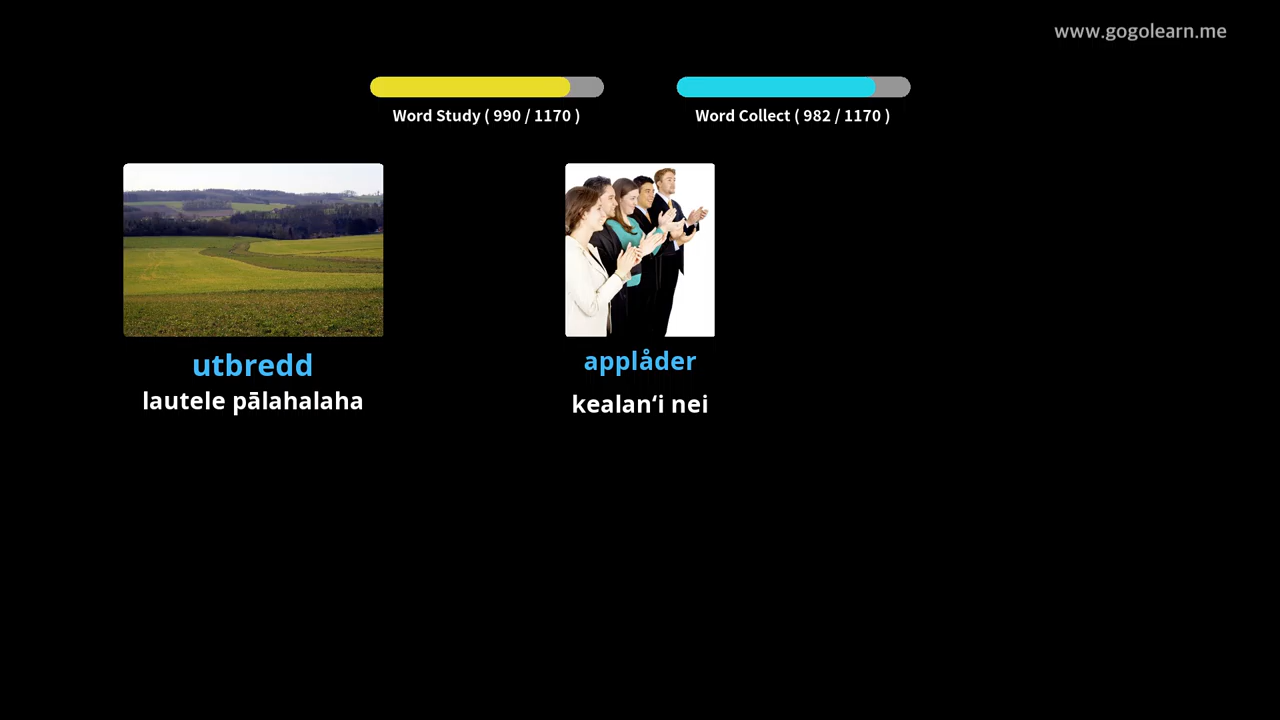 www.gogolearn.me
Word Study ( 990 / 1170 )
Word Collect ( 982 / 1170 )
utbredd
lautele pālahalaha
applåder
kealanʻi nei